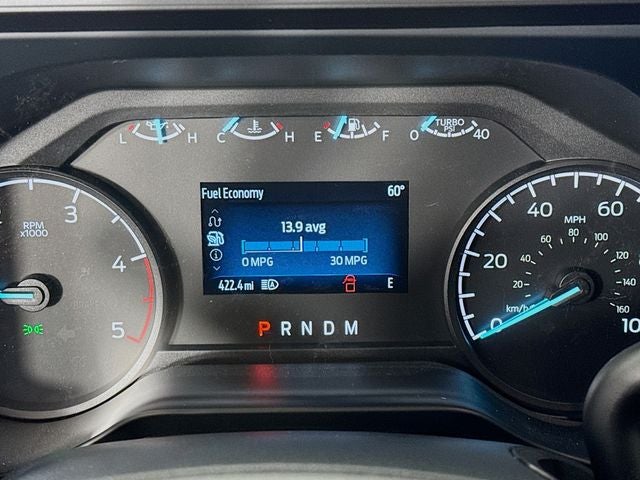 L H C H E F 0 TURBO PSI 40
Fuel Economy 60°
13.9 avg
0 MPG 30 MPG
422.4 mi E
P R N D M
RPM
x1000
3
4
5
MPH
km/h
0 20 40 60
20 40 60 80 100 120 140 160